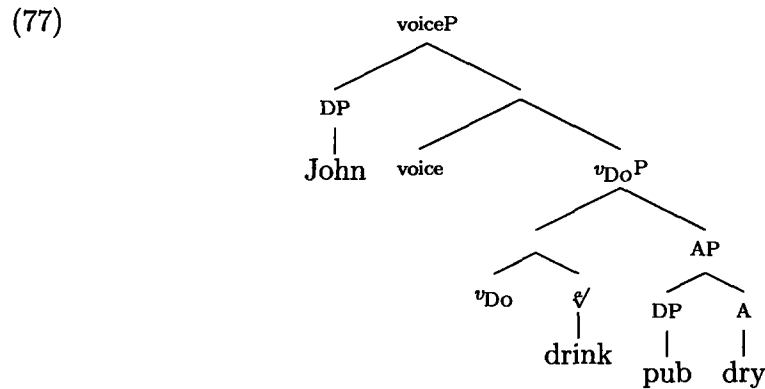 (77)
voiceP
DP
John voice vDoP
AP
vDo √ DP A
drink pub dry